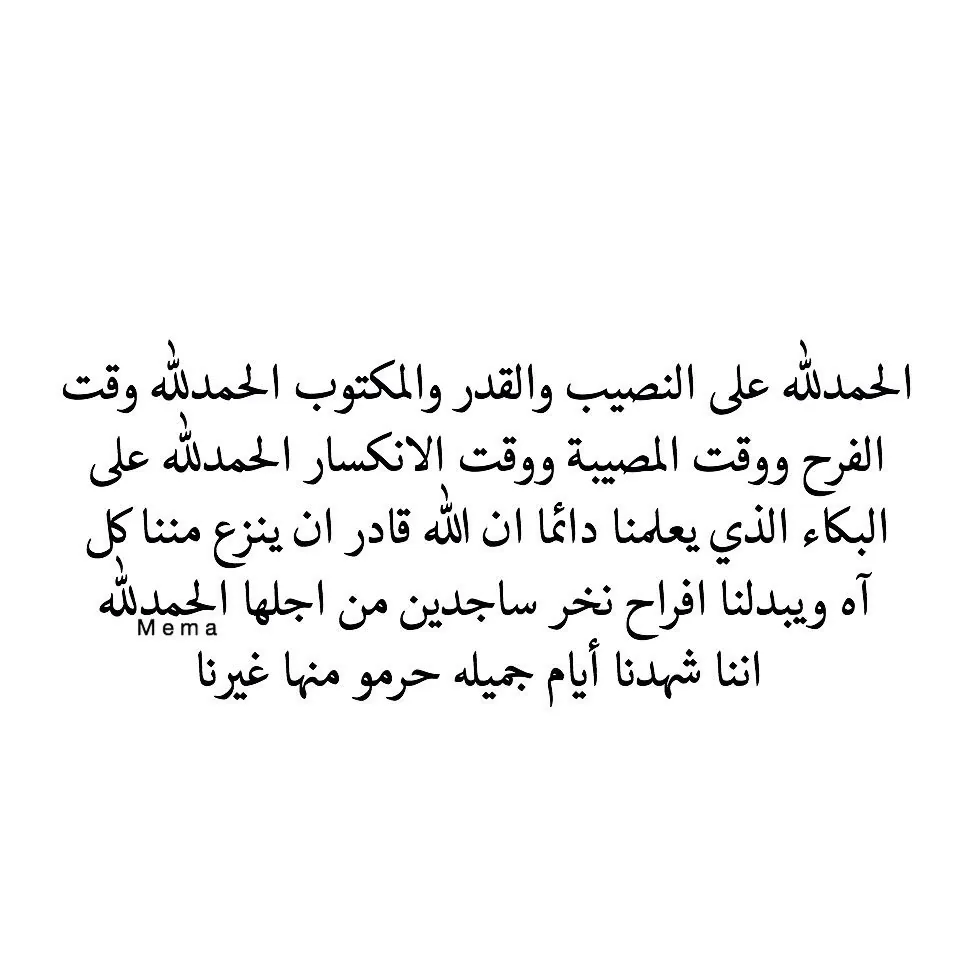 الحمدلله على النصيب والقدر والمكتوب الحمدلله وقت
الفرح ووقت المصيبة ووقت الانكسار الحمدلله على
البكاء الذي يعلمنا دائما ان الله قادر ان ينزع مننا كل
آه ويبدلنا افراح نخر ساجدين من اجلها الحمدلله
Mema
اننا شهدنا أيام جميله حرمو منها غيرنا